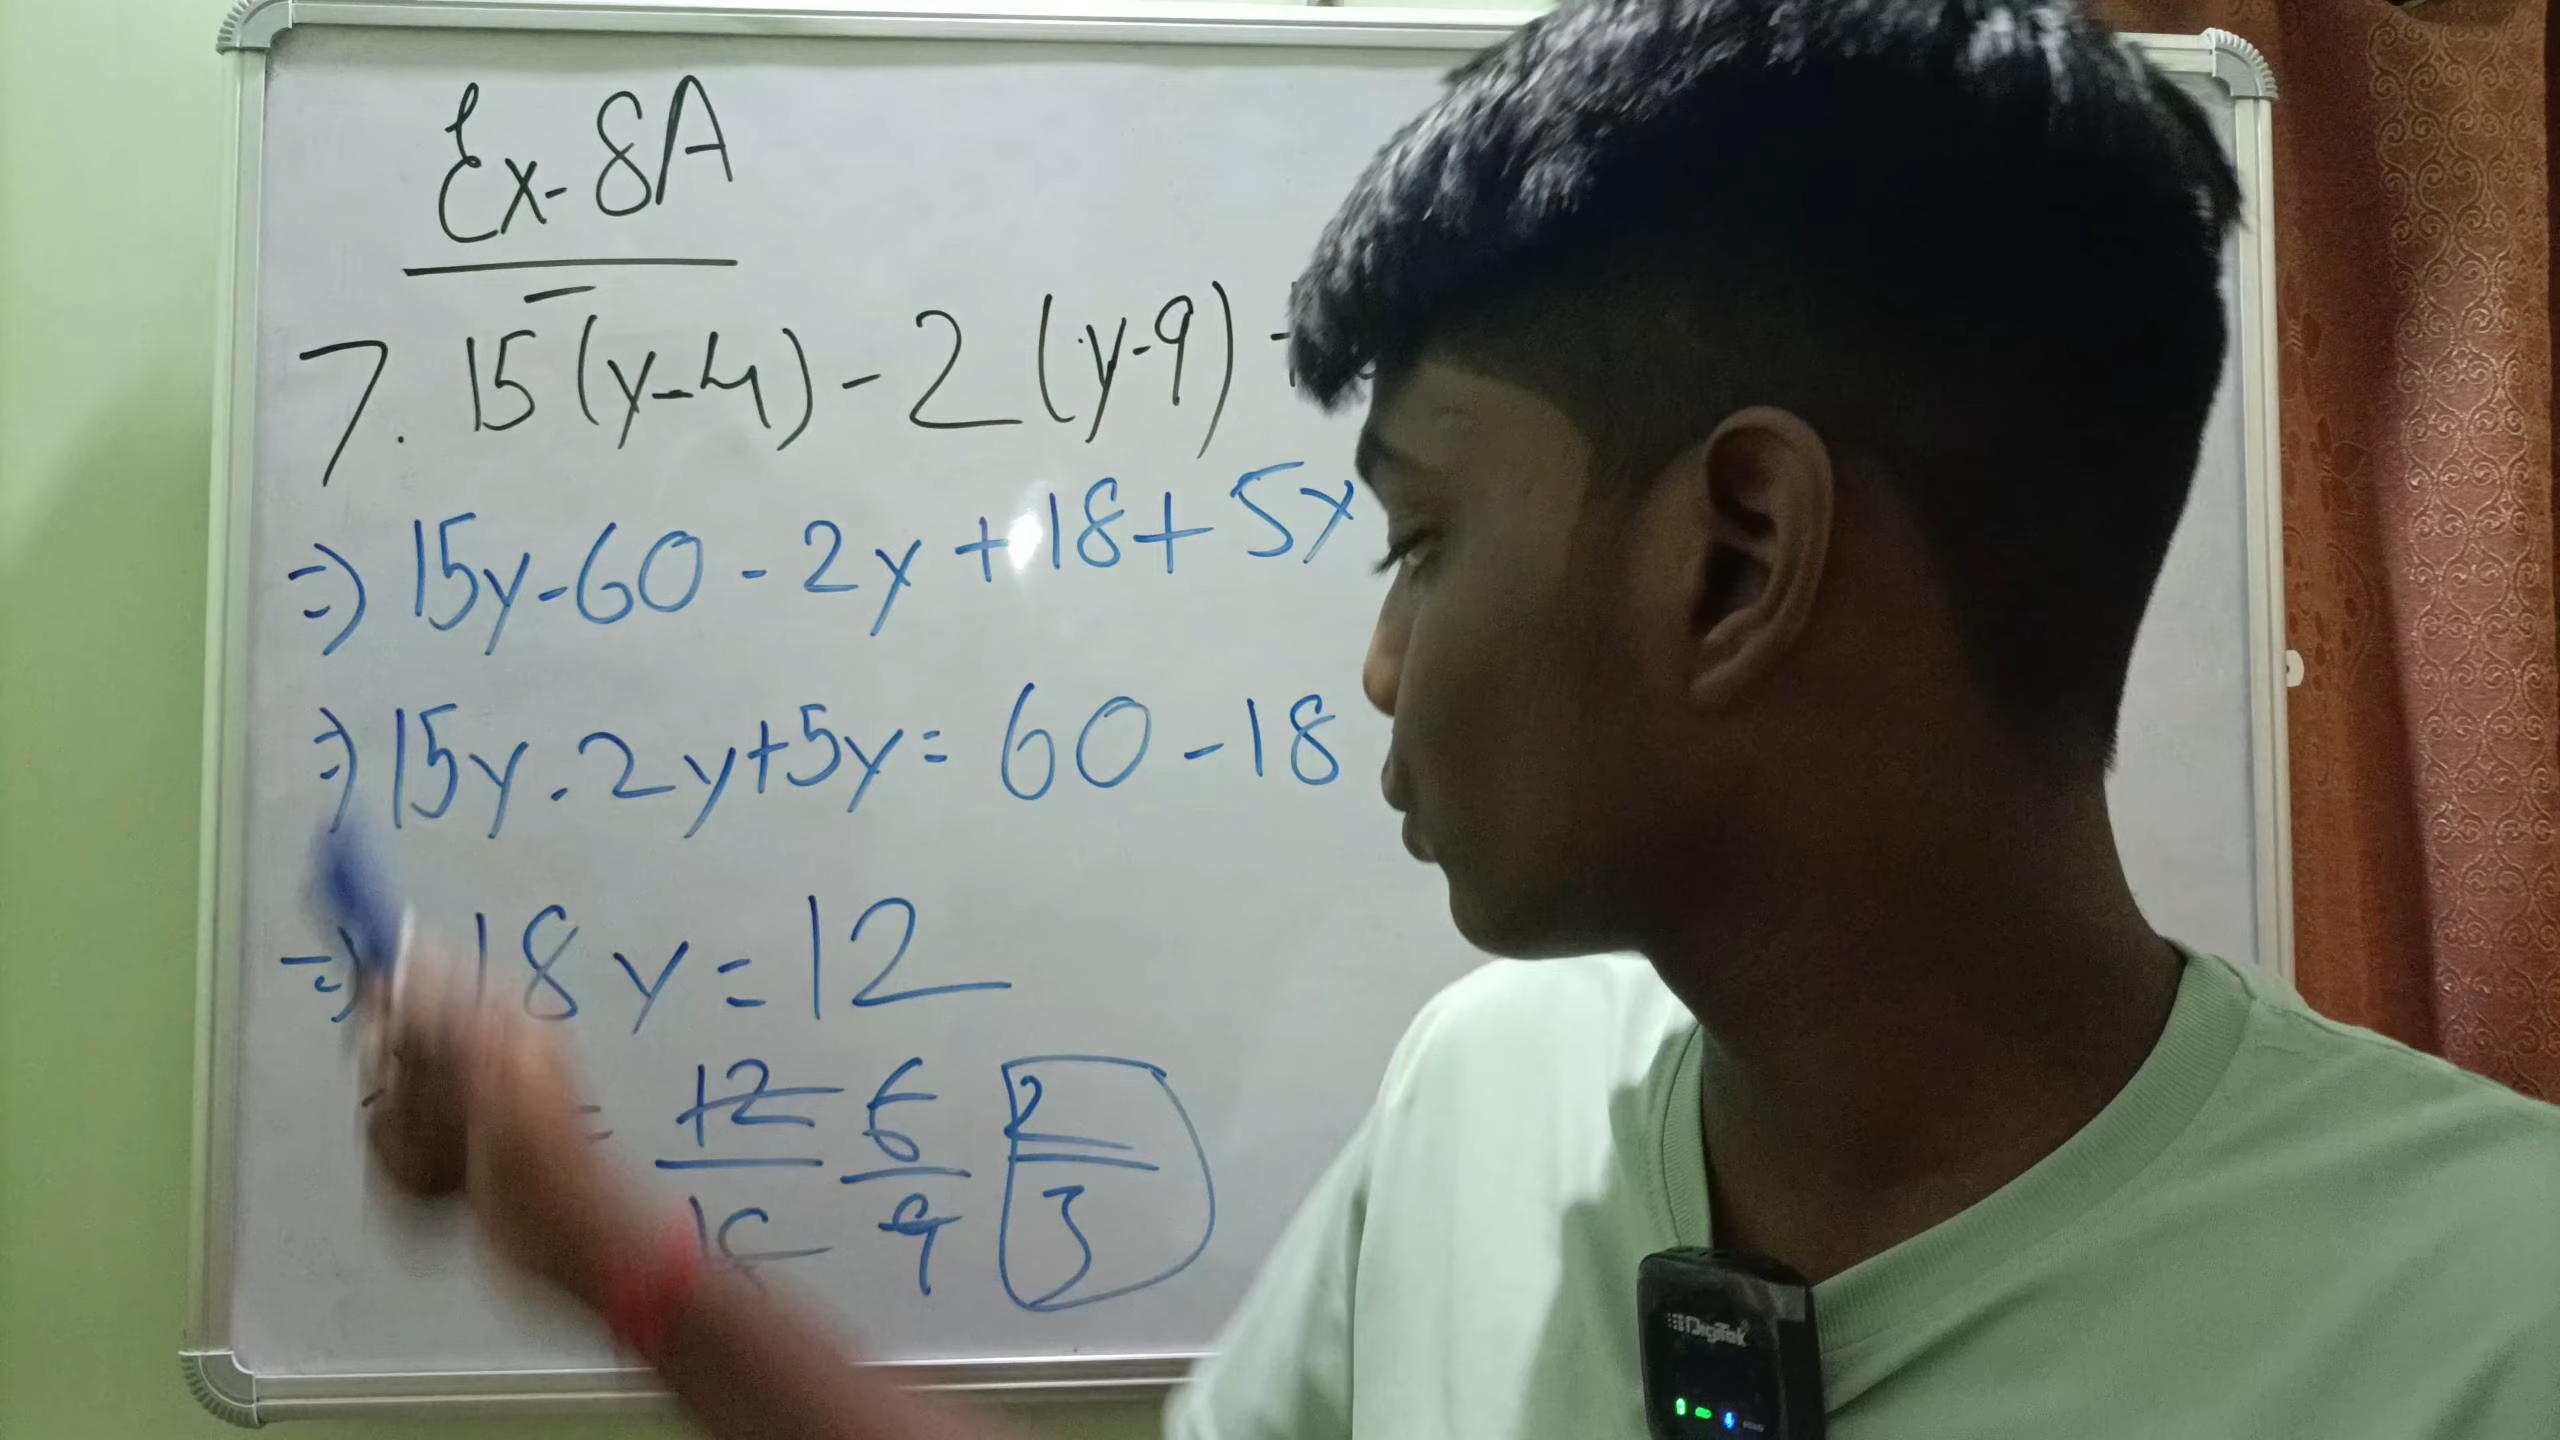 Ex-8A
7. 15(y-4)-2(y-9)
=) 15y-60-2y+18+5y
=) 15y-2y+5y=60-18
=) 18y=12
= 12/18 6/9 2/3
DigiTek